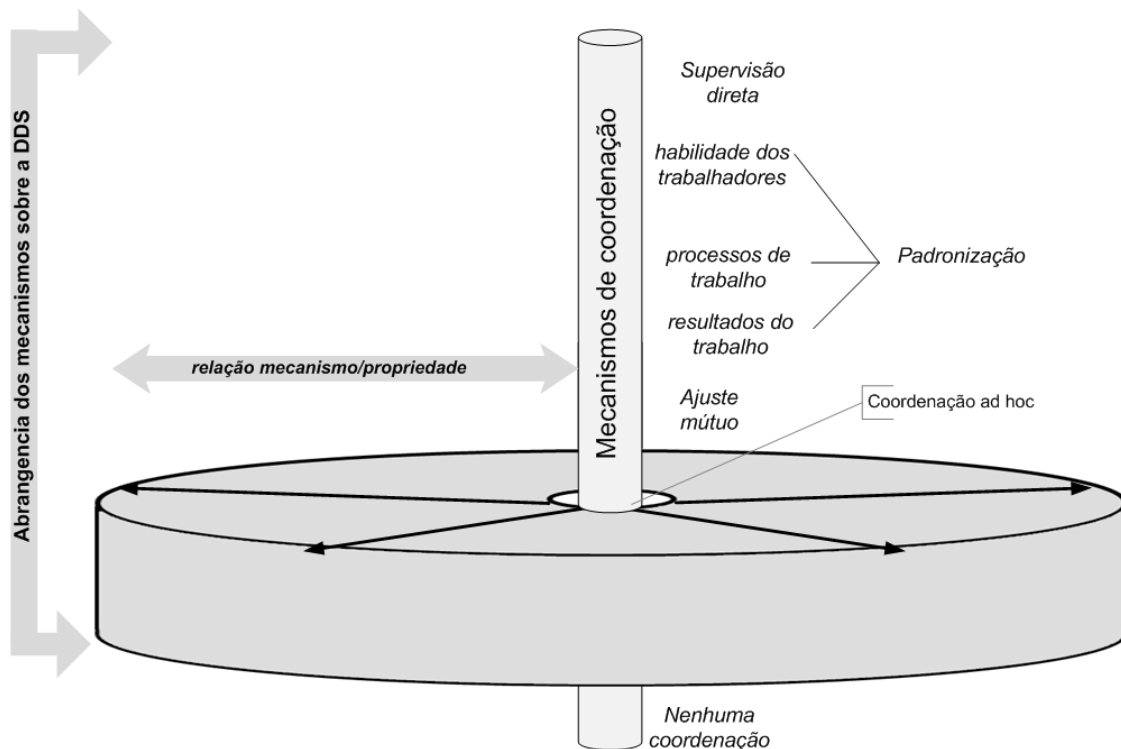 Abrangencia dos mecanismos sobre a DDS
Mecanismos de coordenação
Supervisão
direta
habilidade dos
trabalhadores
processos de
trabalho
Padronização
resultados do
trabalho
relação mecanismo/propriedade
Ajuste
mútuo
Coordenação ad hoc
Nenhuma
coordenação